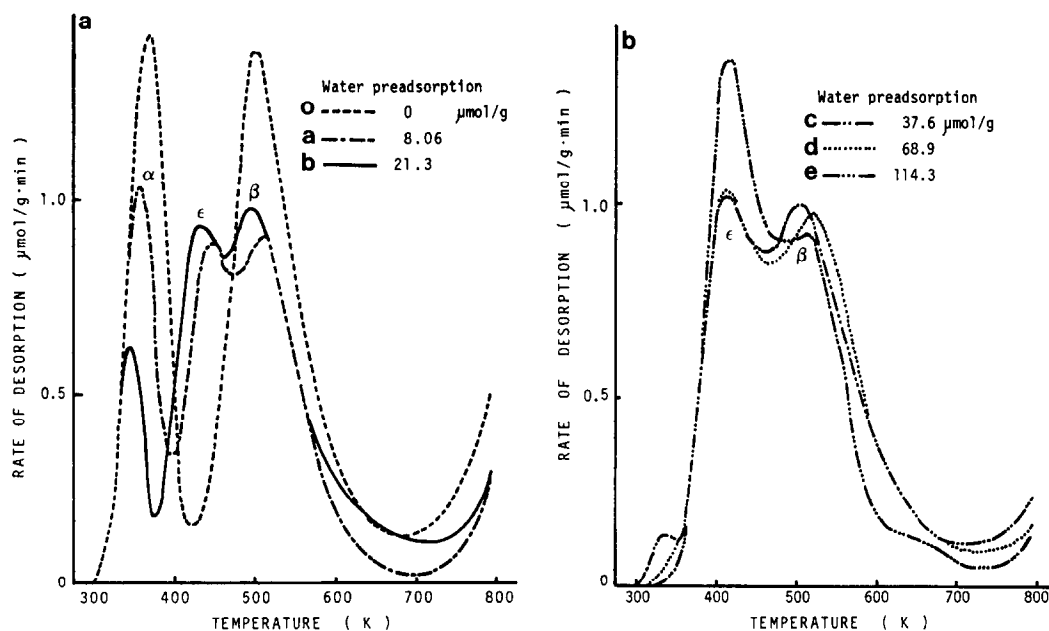 a
Water preadsorption
o 0 μmol/g
a 8.06
b 21.3
α
ϵ
β
1.0
0.5
0
300 400 500 600 700 800
TEMPERATURE ( K )
RATE OF DESORPTION ( μmol/g·min )
b
Water preadsorption
c 37.6 μmol/g
d 68.9
e 114.3
ϵ
β
1.0
0.5
0
300 400 500 600 700 800
TEMPERATURE ( K )
RATE OF DESORPTION ( μmol/g·min )